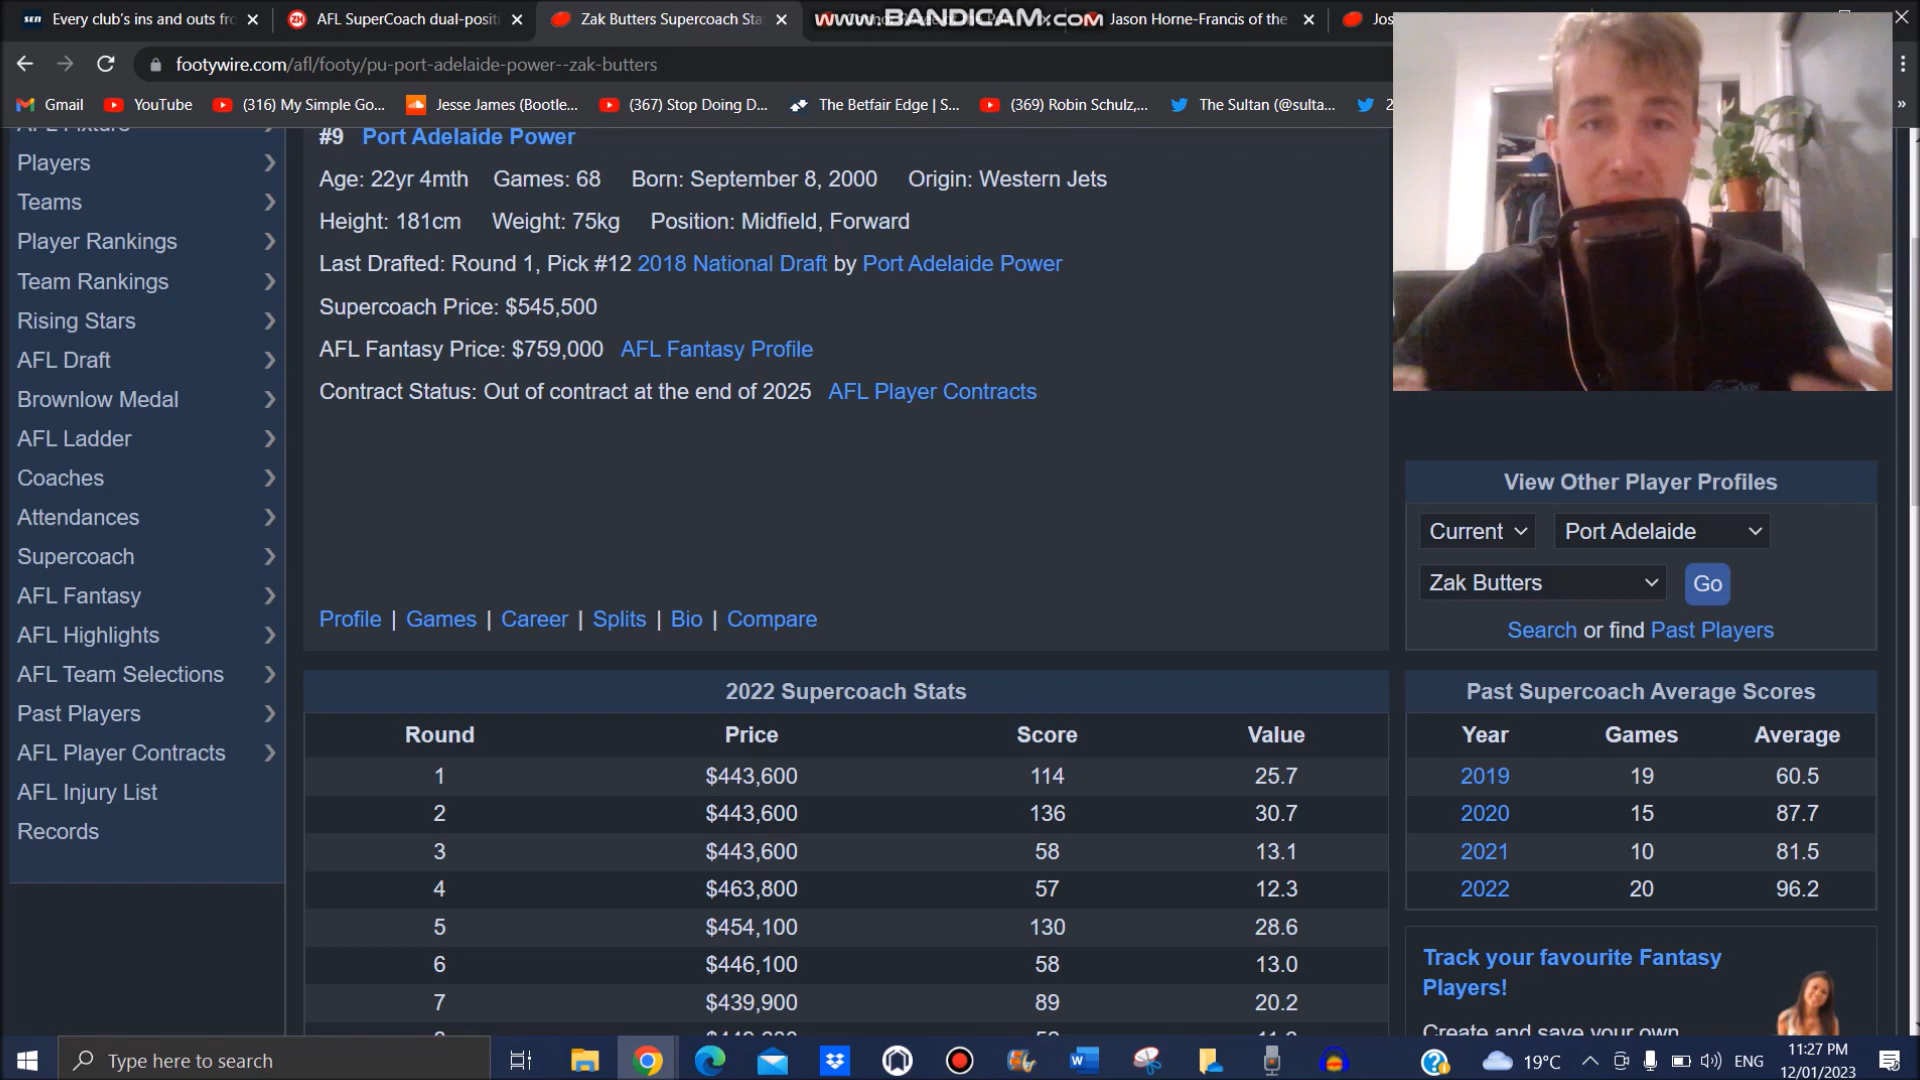 SEN Every club's ins and outs fro
AFL SuperCoach dual-positi
Zak Butters Supercoach Sta
www.BANDICAM.com
Jason Horne-Francis of the
Jos
footywire.com/afl/footy/pu-port-adelaide-power--zak-butters
Gmail
YouTube
(316) My Simple Go...
Jesse James (Bootle...
(367) Stop Doing D...
The Betfair Edge | S...
(369) Robin Schulz,...
The Sultan (@sulta...
2
»
AFL Fixture
Players
Teams
Player Rankings
Team Rankings
Rising Stars
AFL Draft
Brownlow Medal
AFL Ladder
Coaches
Attendances
Supercoach
AFL Fantasy
AFL Highlights
AFL Team Selections
Past Players
AFL Player Contracts
AFL Injury List
Records
#9 Port Adelaide Power
Age: 22yr 4mth Games: 68 Born: September 8, 2000 Origin: Western Jets
Height: 181cm Weight: 75kg Position: Midfield, Forward
Last Drafted: Round 1, Pick #12 2018 National Draft by Port Adelaide Power
Supercoach Price: $545,500
AFL Fantasy Price: $759,000 AFL Fantasy Profile
Contract Status: Out of contract at the end of 2025 AFL Player Contracts
Profile | Games | Career | Splits | Bio | Compare
2022 Supercoach Stats
Round Price Score Value
1 $443,600 114 25.7
2 $443,600 136 30.7
3 $443,600 58 13.1
4 $463,800 57 12.3
5 $454,100 130 28.6
6 $446,100 58 13.0
7 $439,900 89 20.2
View Other Player Profiles
Current
Port Adelaide
Zak Butters
Go
Search or find Past Players
Past Supercoach Average Scores
Year Games Average
2019 19 60.5
2020 15 87.7
2021 10 81.5
2022 20 96.2
Track your favourite Fantasy
Players!
Create and save your own
Type here to search
19°C
ENG
11:27 PM
12/01/2023